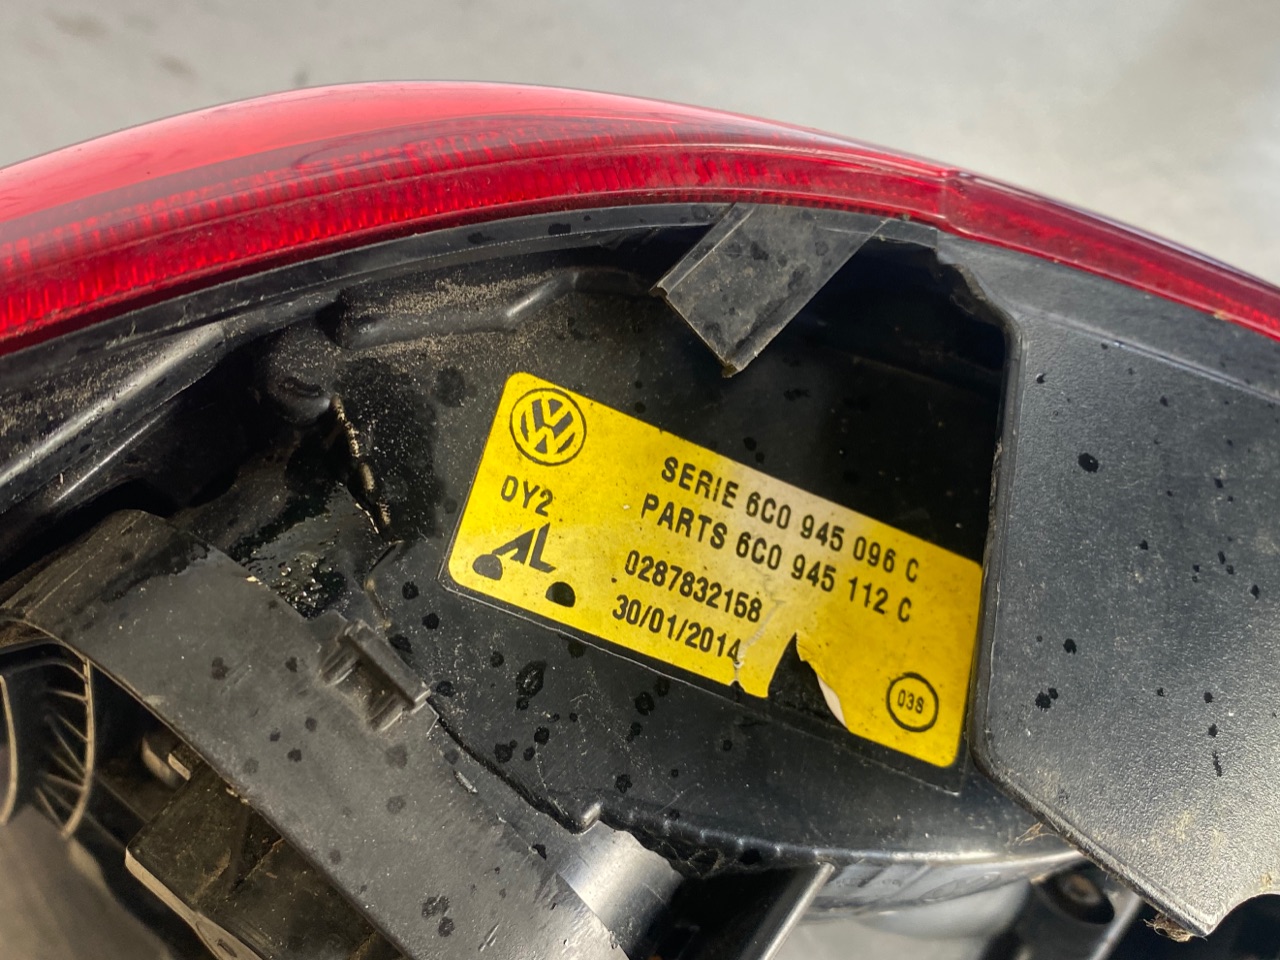 SERIE 6C0 945 096 C
PARTS 6C0 945 112 C
DY2
AL
0287832158
30/01/2014
03S